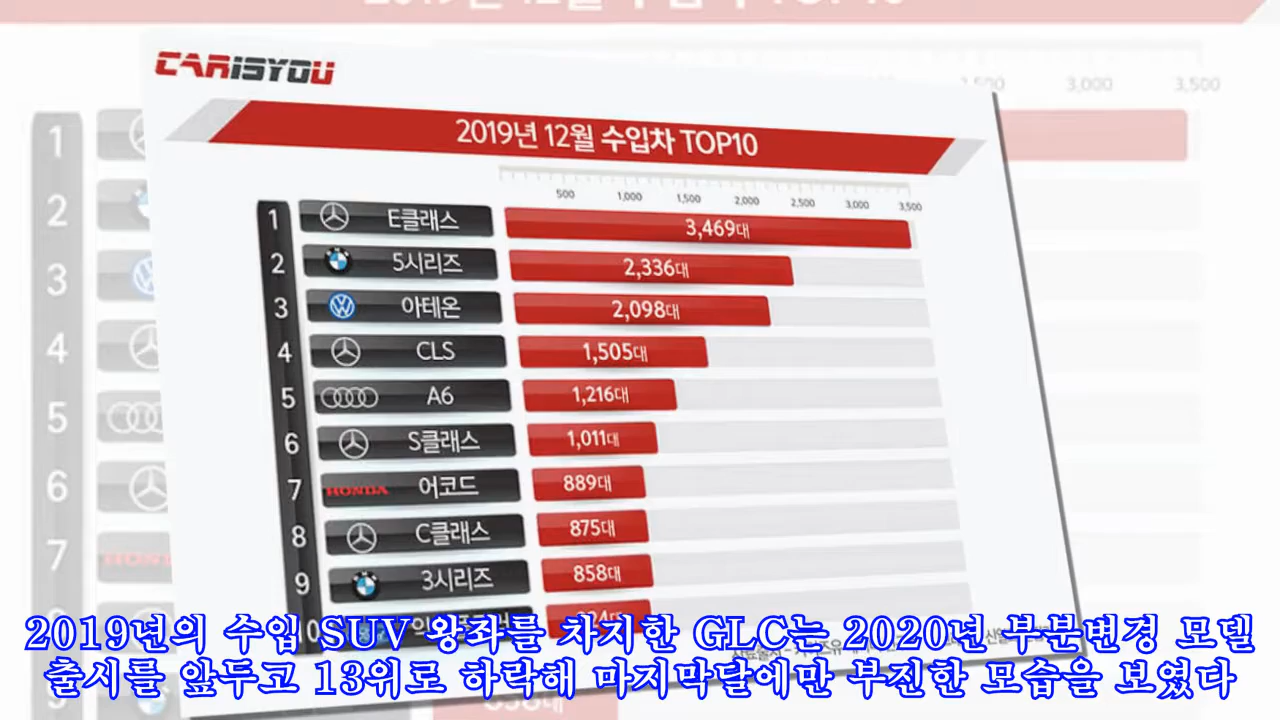 CARISYOU
2019년 12월 수입차 TOP10
500 1,000 1,500 2,000 2,500 3,000 3,500
1 E클래스 3,469대
2 5시리즈 2,336대
3 아테온 2,098대
4 CLS 1,505대
5 A6 1,216대
6 S클래스 1,011대
7 HONDA 어코드 889대
8 C클래스 875대
9 3시리즈 858대
2019년의 수입 SUV 왕좌를 차지한 GLC는 2020년 부분변경 모델
출시를 앞두고 13위로 하락해 마지막달에만 부진한 모습을 보였다